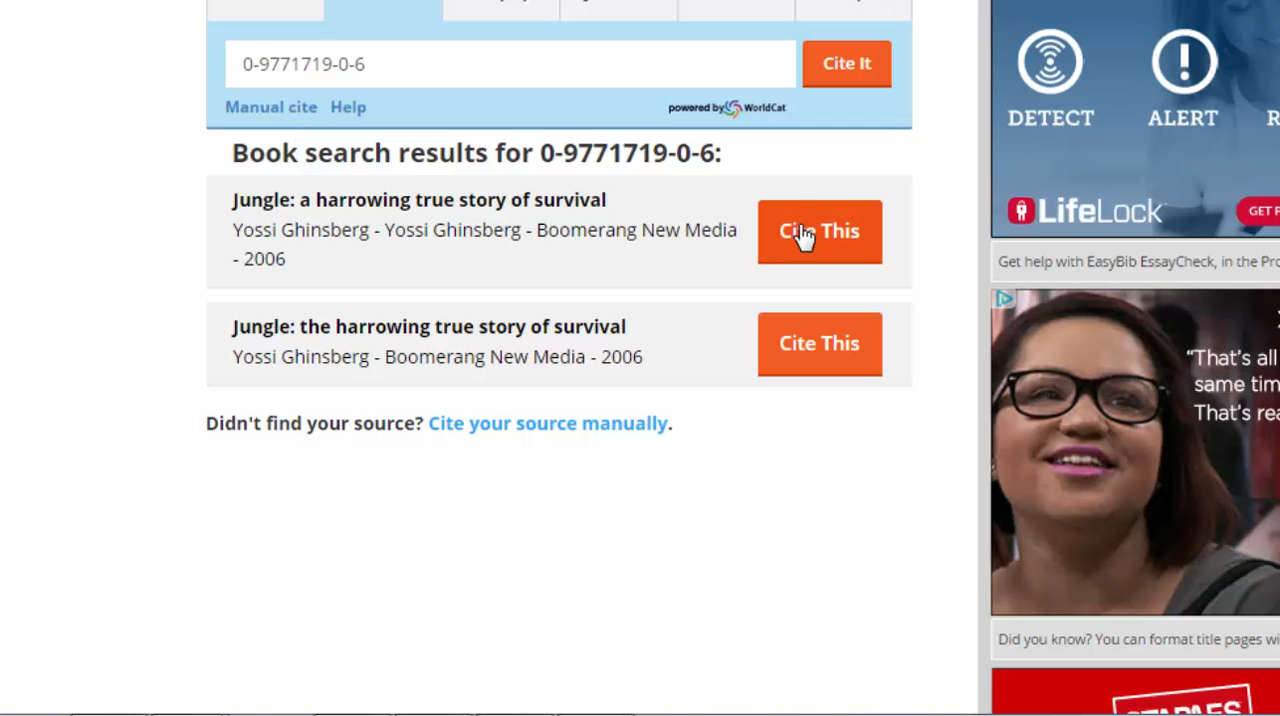 0-9771719-0-6
Cite It
Manual cite Help
powered by WorldCat
Book search results for 0-9771719-0-6:
Jungle: a harrowing true story of survival
Yossi Ghinsberg - Yossi Ghinsberg - Boomerang New Media
- 2006
Cite This
Jungle: the harrowing true story of survival
Yossi Ghinsberg - Boomerang New Media - 2006
Cite This
Didn't find your source? Cite your source manually.
DETECT
ALERT
LifeLock
GET
Get help with EasyBib EssayCheck, in the
"That's all
same
That's
Did you know? You can format title pages
STAPLES